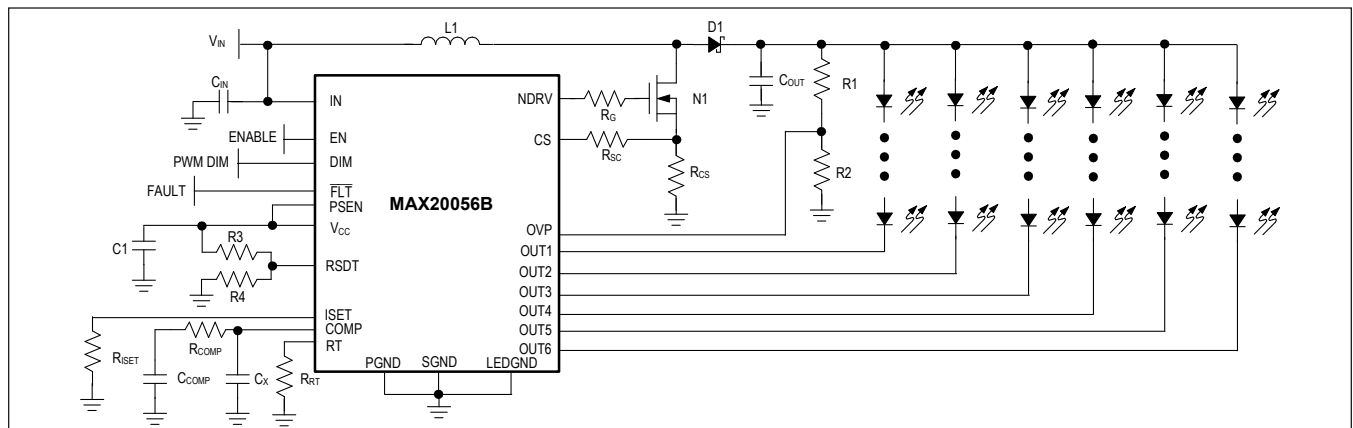 L1
D1
VIN
CIN
COUT
R1
IN
NDRV
RG
N1
ENABLE
EN
CS
RSC
PWM DIM
DIM
RCS
R2
FAULT
FLT
PSEN
MAX20056B
VCC
OVP
C1
R3
OUT1
RSDT
OUT2
R4
OUT3
ISET
OUT4
COMP
OUT5
RCOMP
RT
OUT6
RISET
PGND
SGND
LEDGND
CCOMP
CX
RRT